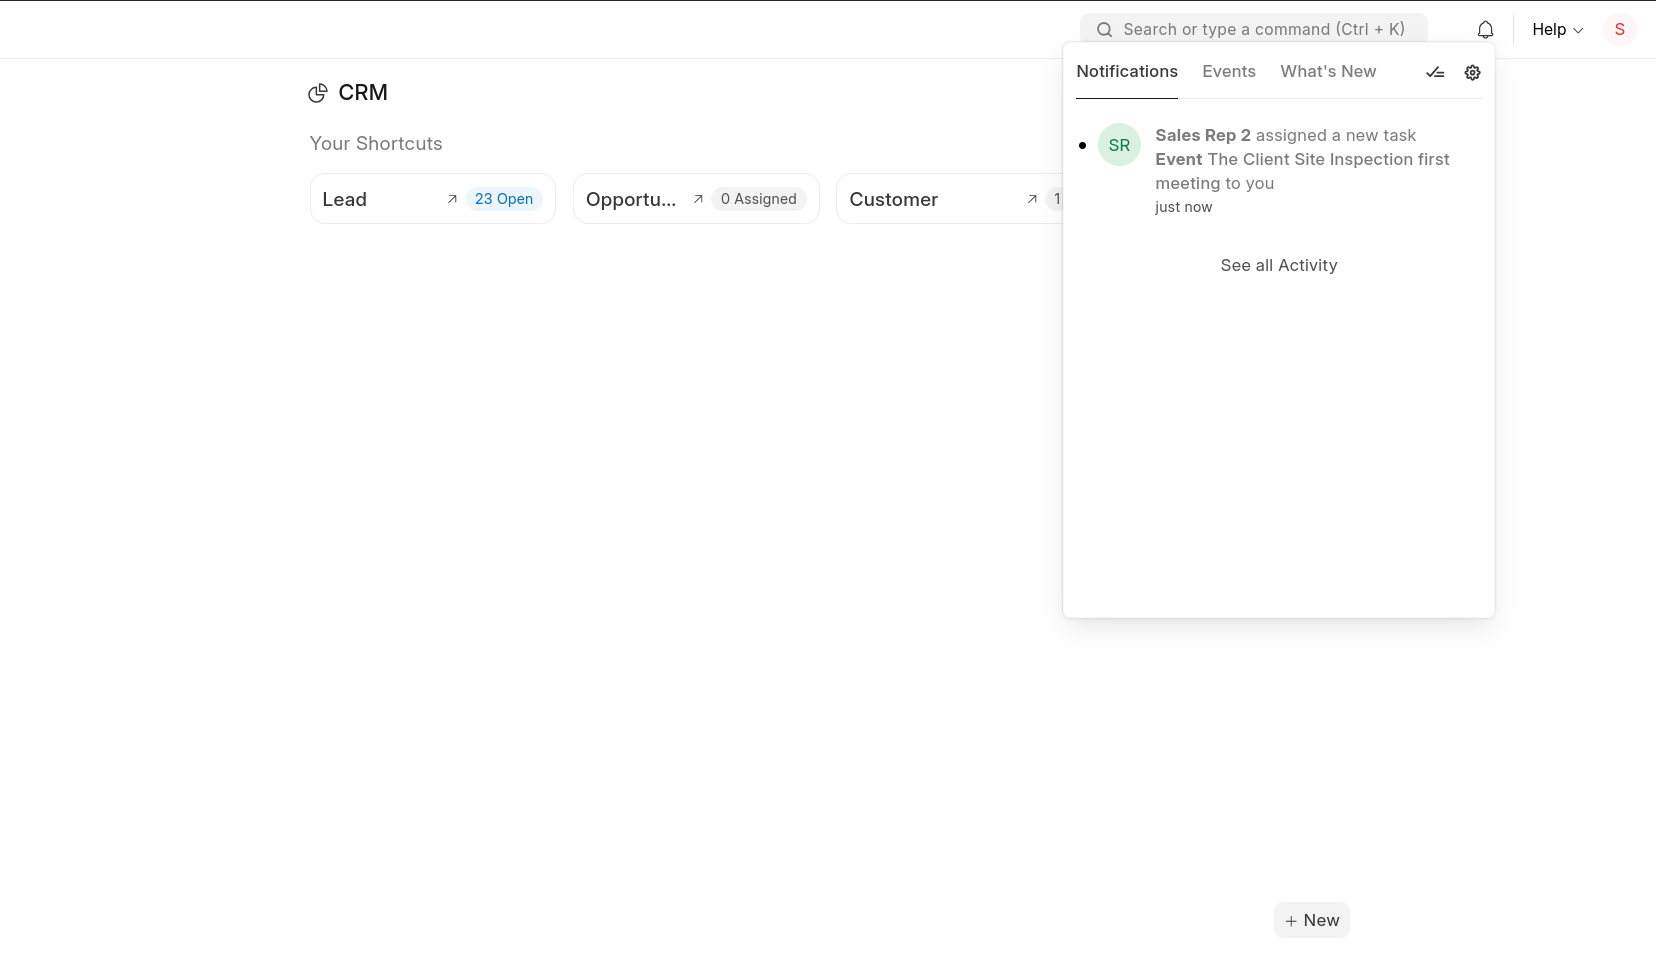 Search or type a command (Ctrl + K)
Help
S
Notifications
Events
What's New
CRM
Your Shortcuts
Lead
23 Open
Opportu...
0 Assigned
Customer
1
SR
Sales Rep 2 assigned a new task
Event The Client Site Inspection first
meeting to you
just now
See all Activity
+ New